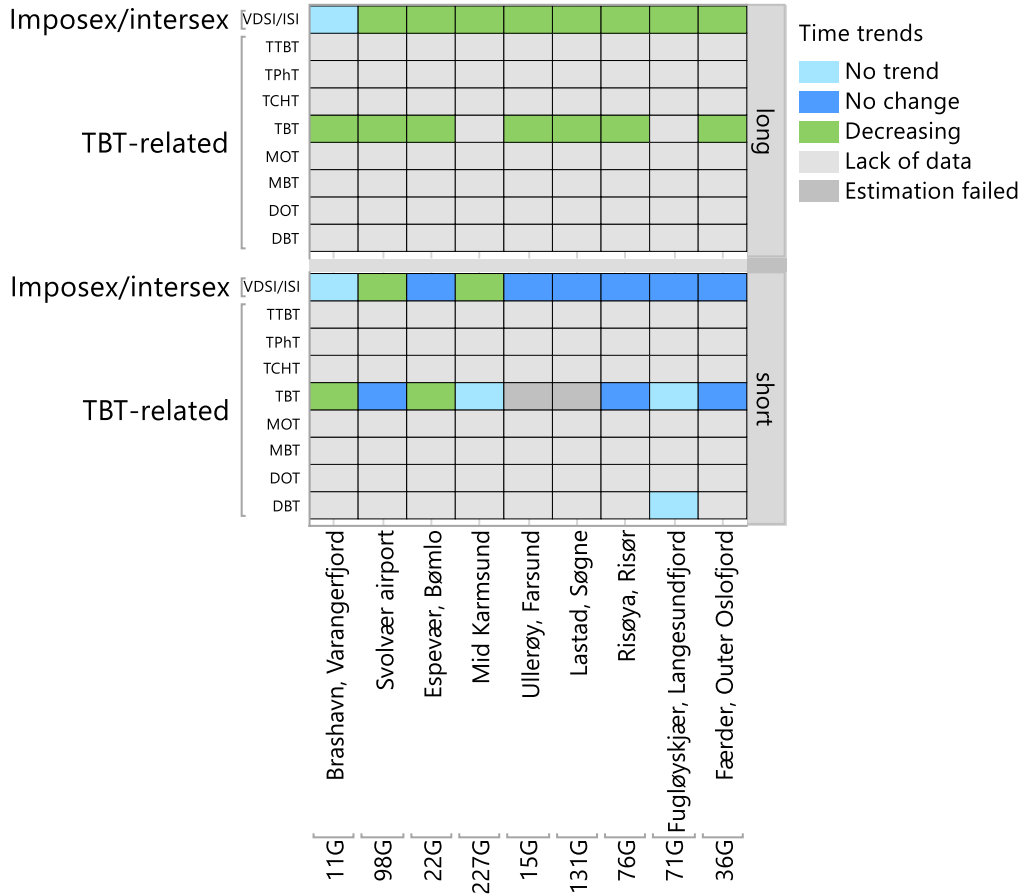 Imposex/intersex
VDSI/ISI
TBT-related
TTBT
TPhT
TCHT
TBT
MOT
MBT
DOT
DBT
long
Time trends
No trend
No change
Decreasing
Lack of data
Estimation failed
Imposex/intersex
VDSI/ISI
TBT-related
TTBT
TPhT
TCHT
TBT
MOT
MBT
DOT
DBT
short
Brashavn, Varangerfjord
Svolvær airport
Espevær, Bømlo
Mid Karmsund
Ullerøy, Farsund
Lastad, Søgne
Risøya, Risør
Fugløyskjær, Langesundfjord
Færder, Outer Oslofjord
11G
98G
22G
227G
15G
131G
76G
71G
36G